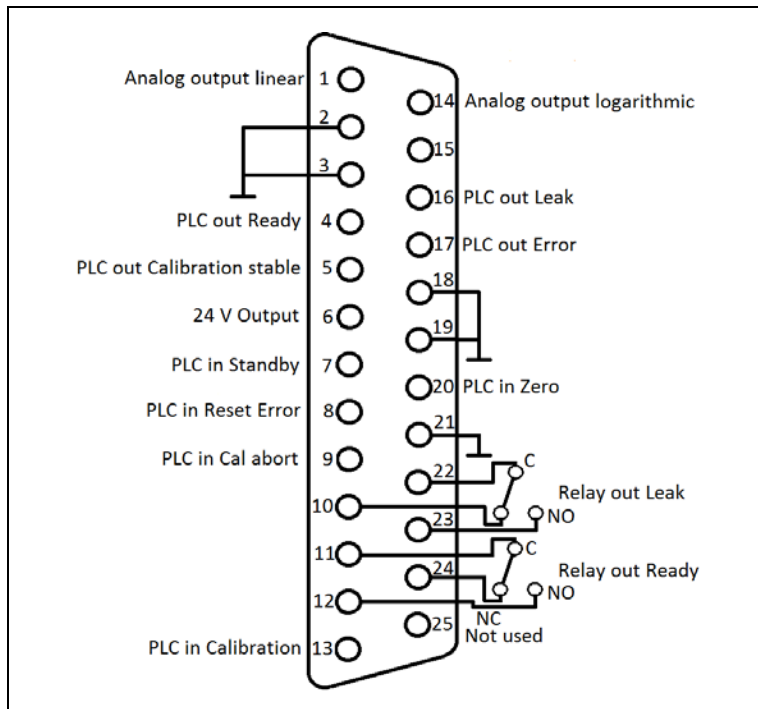 Analog output linear 1
14 Analog output logarithmic
2
15
3
16 PLC out Leak
PLC out Ready 4
17 PLC out Error
PLC out Calibration stable 5
18
24 V Output 6
19
PLC in Standby 7
20 PLC in Zero
PLC in Reset Error 8
21
PLC in Cal abort 9
22 C
Relay out Leak
10
23 NO
11 C
24 Relay out Ready
12 NO
NC
25 Not used
PLC in Calibration 13